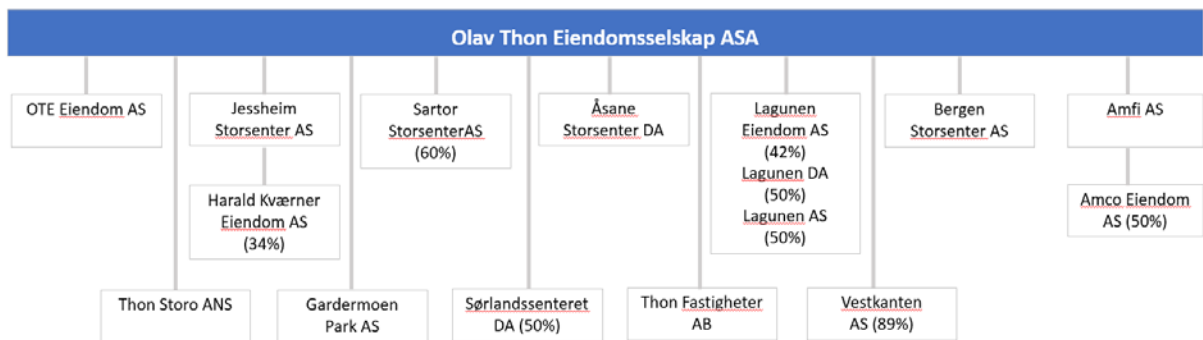 Olav Thon Eiendomsselskap ASA
OTE Eiendom AS
Jessheim
Storsenter AS
Sartor
StorsenterAS
(60%)
Åsane
Storsenter DA
Lagunen
Eiendom AS
(42%)
Lagunen DA
(50%)
Lagunen AS
(50%)
Bergen
Storsenter AS
Amfi AS
Harald Kværner
Eiendom AS
(34%)
Amco Eiendom
AS (50%)
Thon Storo ANS
Gardermoen
Park AS
Sørlandssenteret
DA (50%)
Thon Fastigheter
AB
Vestkanten
AS (89%)